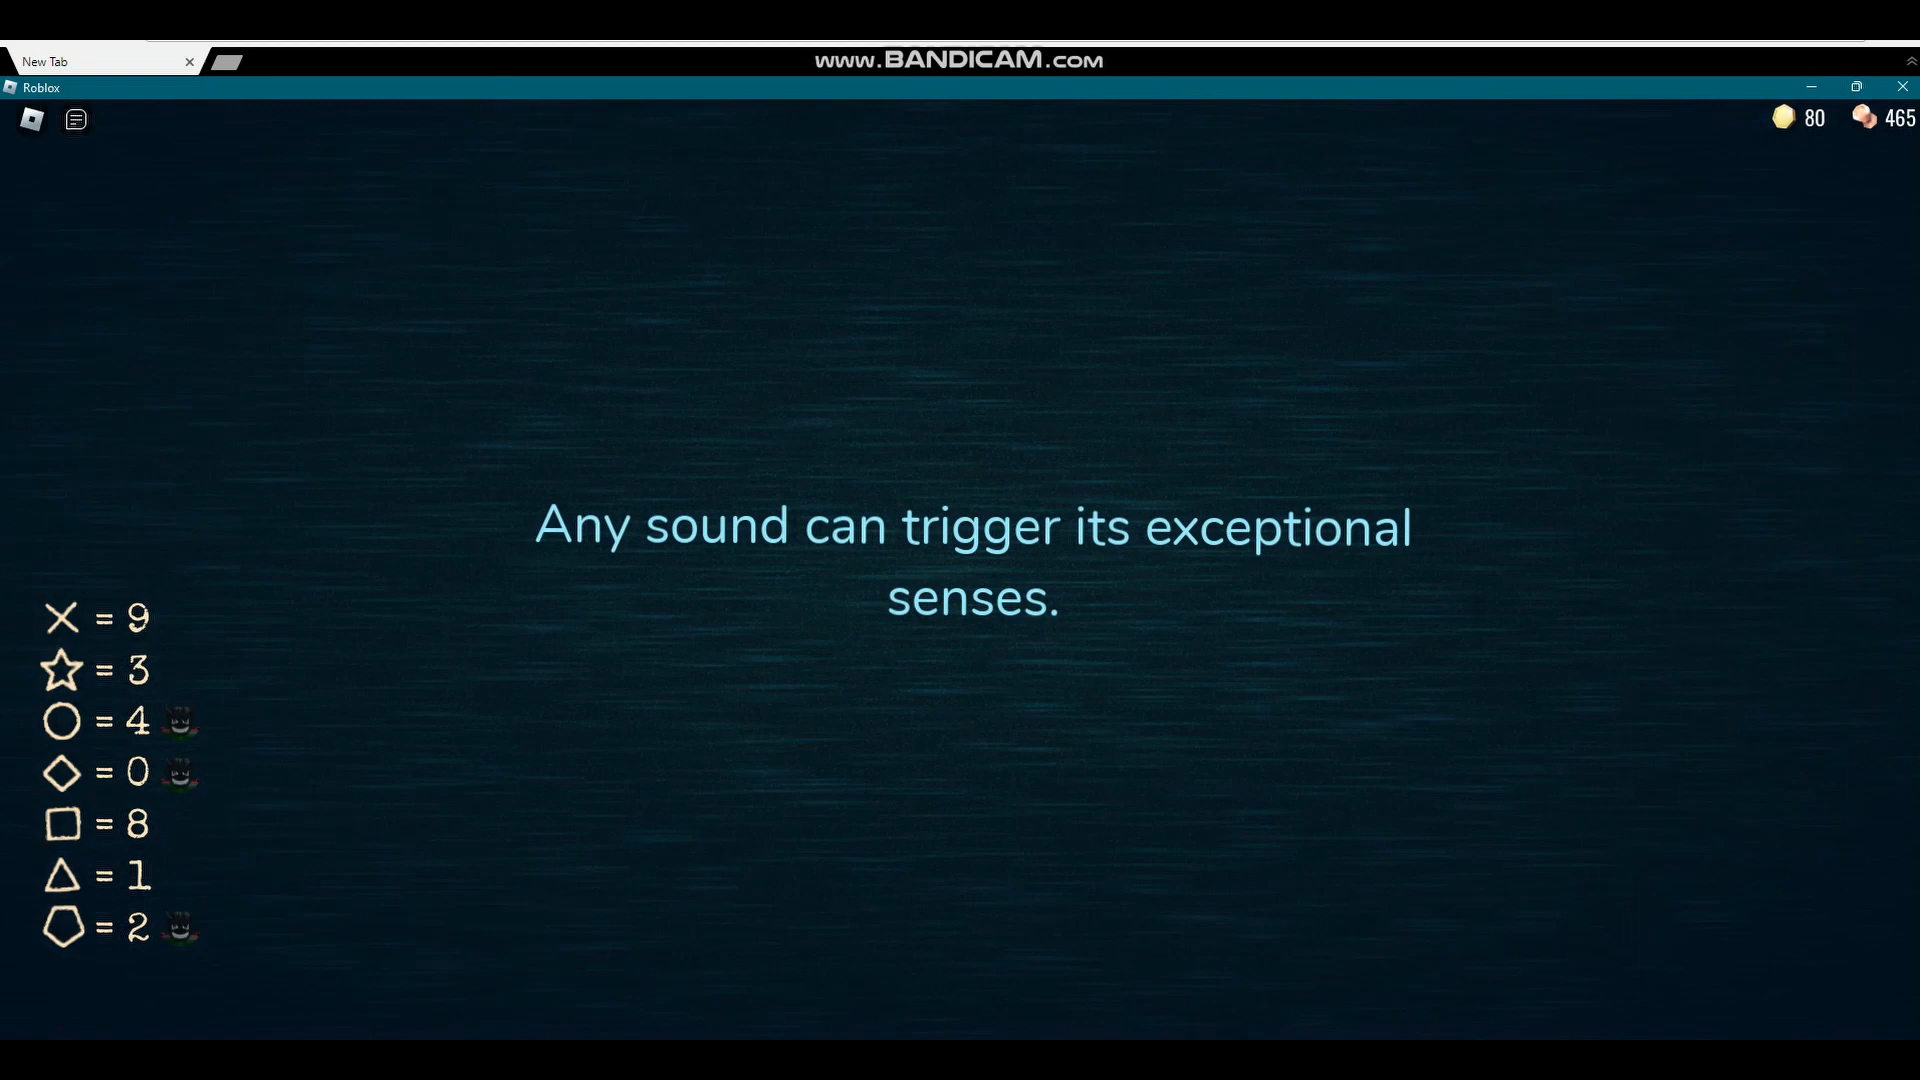 New Tab
www.BANDICAM.com
Roblox
80
465
Any sound can trigger its exceptional
senses.
= 9
= 3
= 4
= 0
= 8
= 1
= 2